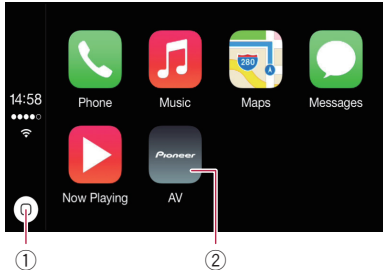 280
Phone Music Maps Messages
14:58
Pioneer
Now Playing AV
1 2